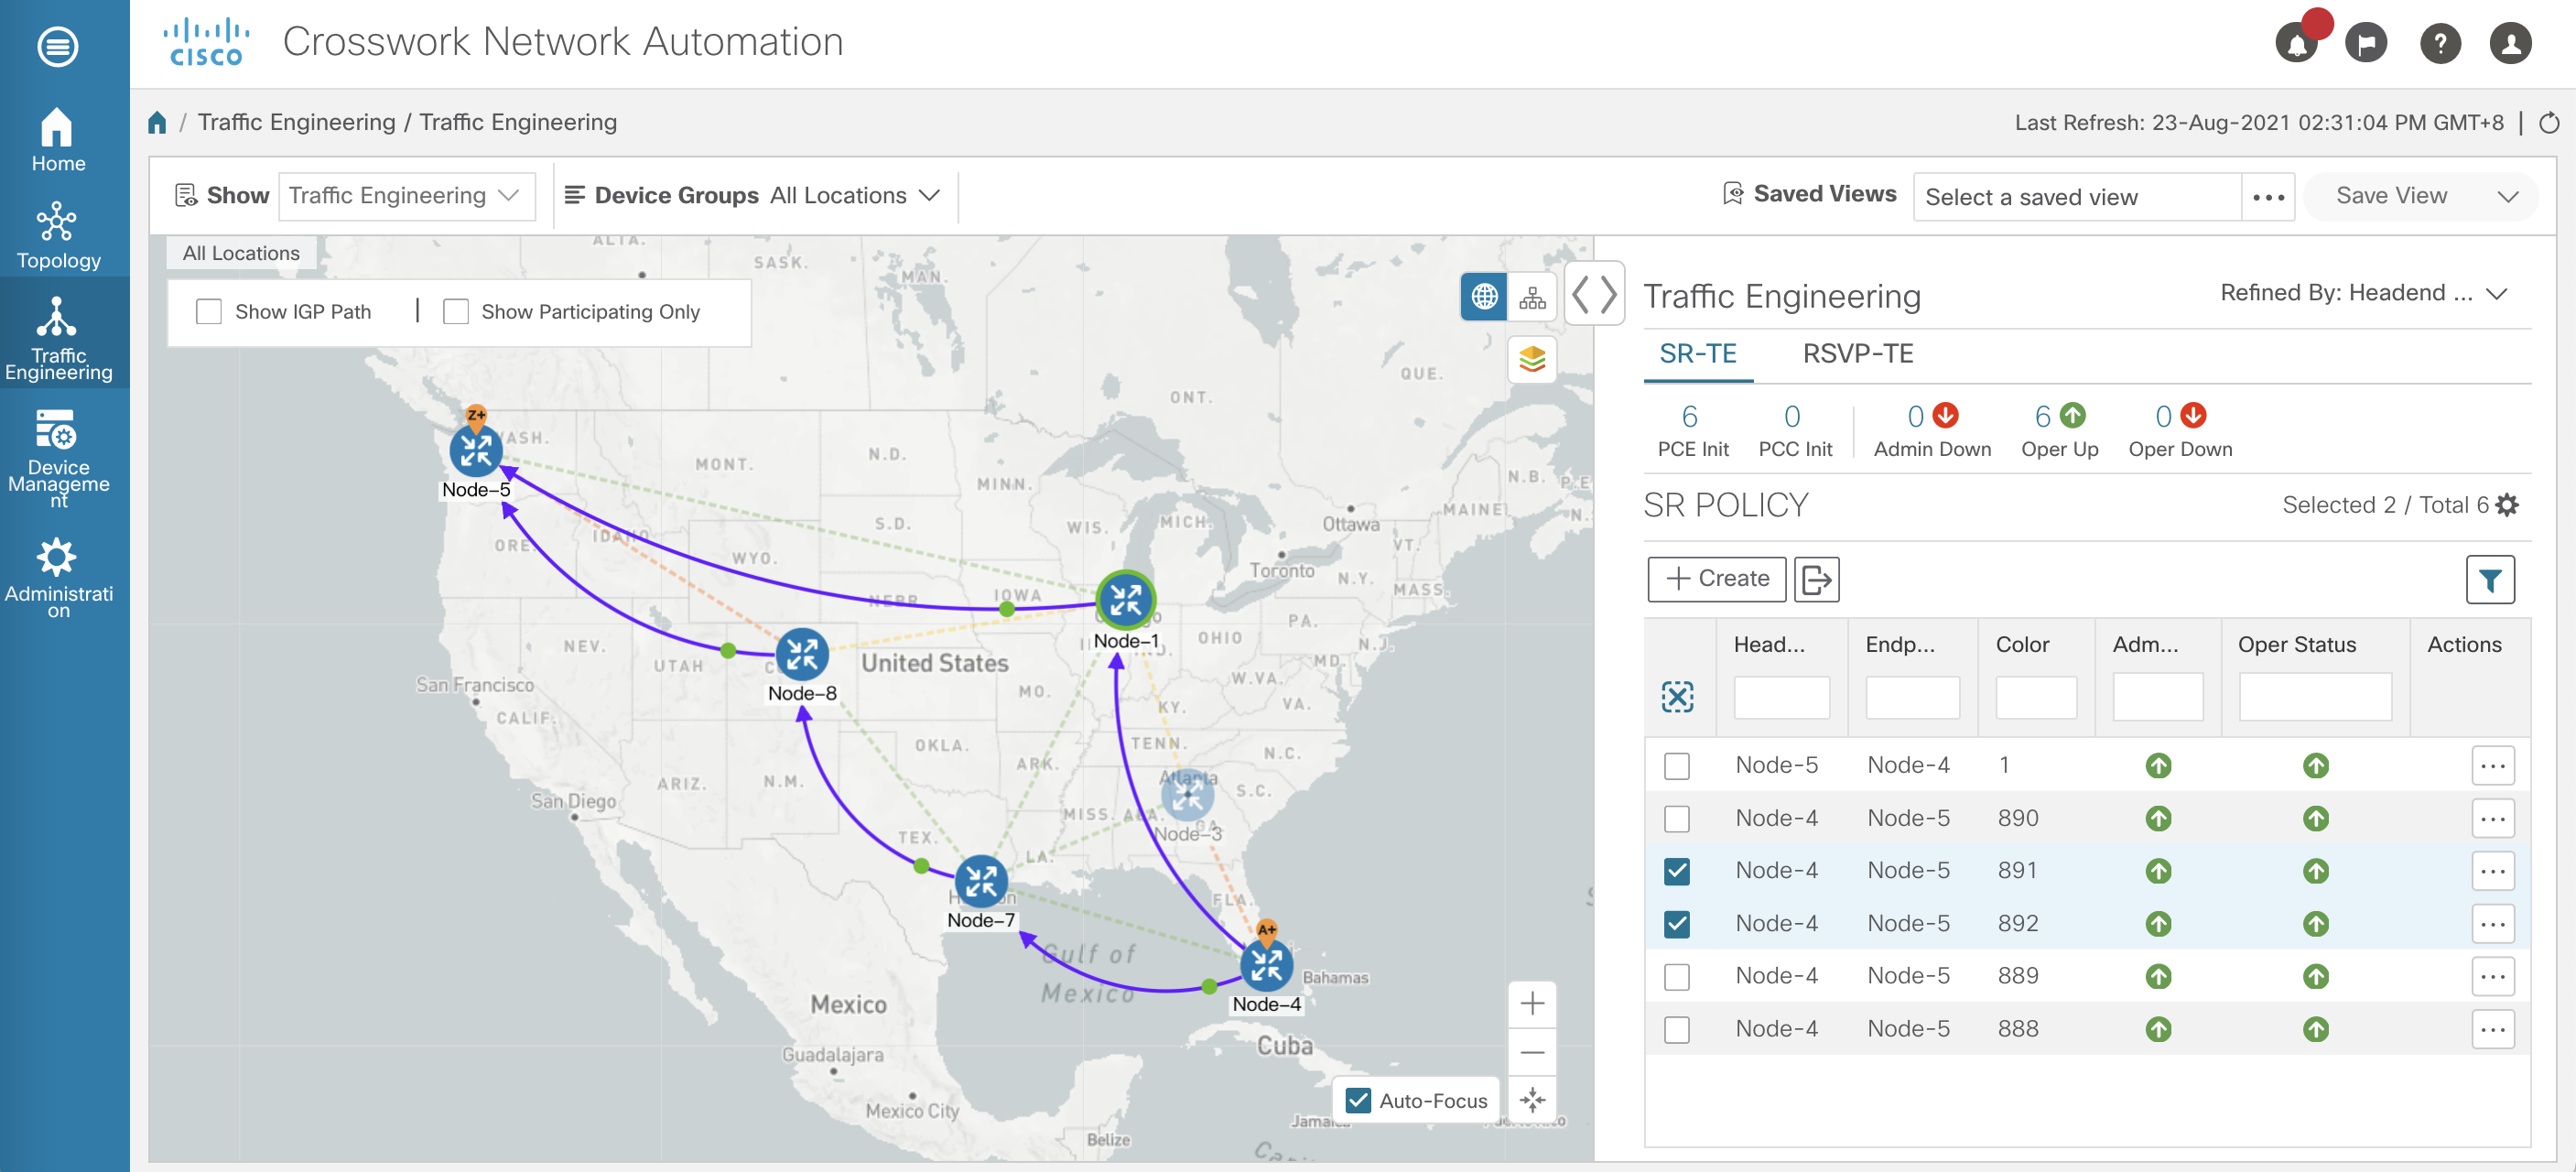 CISCO Crosswork Network Automation
Home
Topology
Traffic
Engineering
Device
Manageme
nt
Administrati
on
/ Traffic Engineering / Traffic Engineering
Last Refresh: 23-Aug-2021 02:31:04 PM GMT+8 |
Show Traffic Engineering
Device Groups All Locations
Saved Views Select a saved view ... Save View
All Locations
Show IGP Path | Show Participating Only
ALTA.
SASK.
MAN.
ONT.
QUE.
Z+
WASH.
Node-5
MONT.
N.D.
MINN.
N.B.
P.E.
MAINE
Ottawa
ORE.
IDAHO
S.D.
WIS.
MICH.
VT.
WYO.
Toronto
N.Y.
MASS.
NEBR.
IOWA
Node-1
OHIO
PA.
N.J.
NEV.
UTAH
Node-8
United States
MD.
San Francisco
CALIF.
MO.
W.VA.
KY.
VA.
San Diego
ARIZ.
N.M.
OKLA.
ARK.
TENN.
N.C.
Atlanta
Node-3
MISS.
ALA.
GA.
S.C.
TEX.
LA.
Node-7
FLA.
A+
Node-4
Gulf of
Mexico
Bahamas
Mexico
Cuba
Guadalajara
Mexico City
Belize
Auto-Focus
Traffic Engineering
Refined By: Headend ...
SR-TE RSVP-TE
6 0 0 6 0
PCE Init PCC Init Admin Down Oper Up Oper Down
SR POLICY
Selected 2 / Total 6
+ Create
Head... Endp... Color Adm... Oper Status Actions
Node-5 Node-4 1 ...
Node-4 Node-5 890 ...
Node-4 Node-5 891 ...
Node-4 Node-5 892 ...
Node-4 Node-5 889 ...
Node-4 Node-5 888 ...